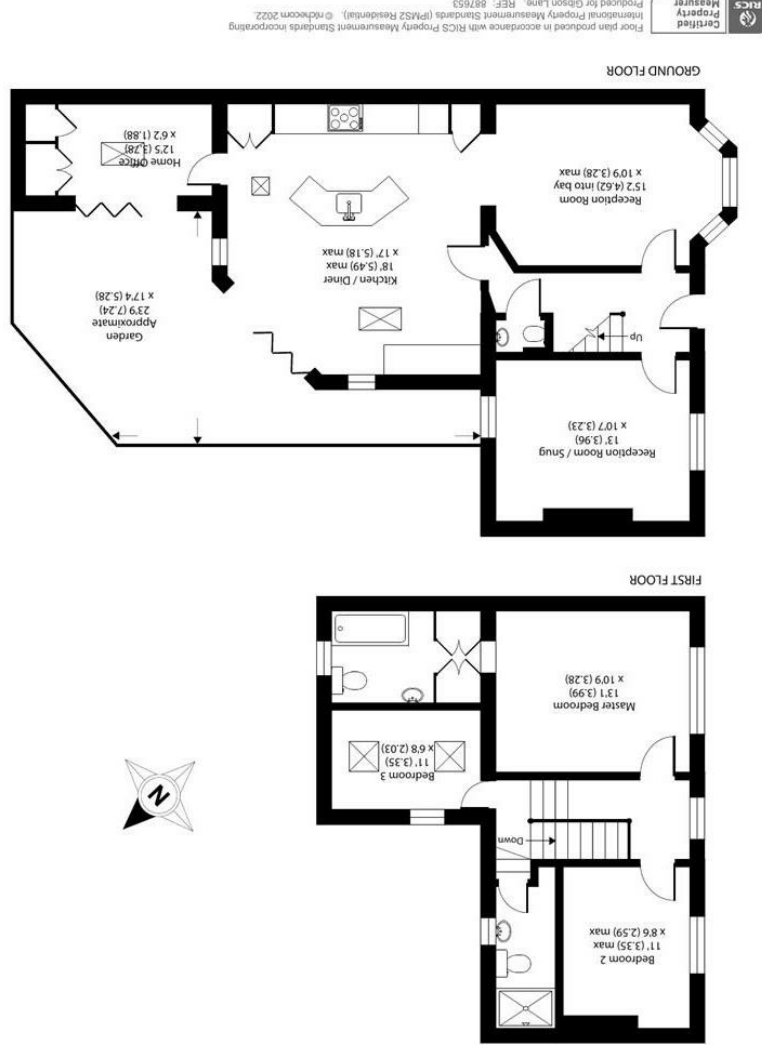 FIRST FLOOR
Bedroom 2
11' (3.35) max
x 8'6 (2.59) max
Down
Master Bedroom
13'1 (3.99)
x 10'9 (3.28)
Bedroom 3
11' (3.35)
x 6'8 (2.03)
N
GROUND FLOOR
Reception Room / Snug
13' (3.96)
x 10'7 (3.23)
Up
Reception Room
15'2 (4.62) into bay
x 10'9 (3.28) max
Kitchen / Diner
18' (5.49) max
x 17' (5.18) max
Garden
Approximate
23'9 (7.24)
x 17'4 (5.28)
Home Office
12'5 (3.78)
x 6'2 (1.88)
RICS
Certified
Property
Measurer
Floor plan produced in accordance with RICS Property Measurement Standards incorporating
International Property Measurement Standards (IPMS2 Residential). © nichecom 2022.
Produced for Gibson Lane. REF: 887653